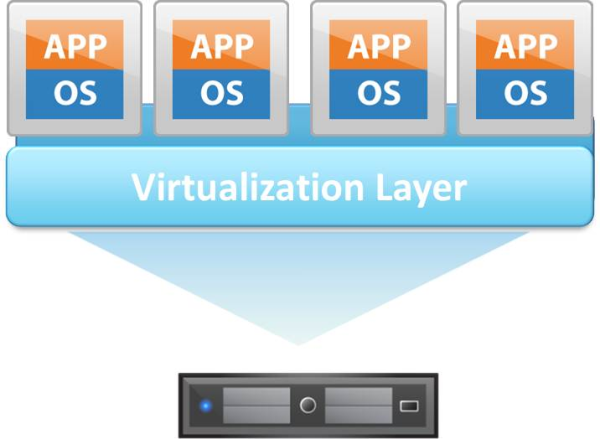 APP APP APP APP
OS OS OS OS
Virtualization Layer